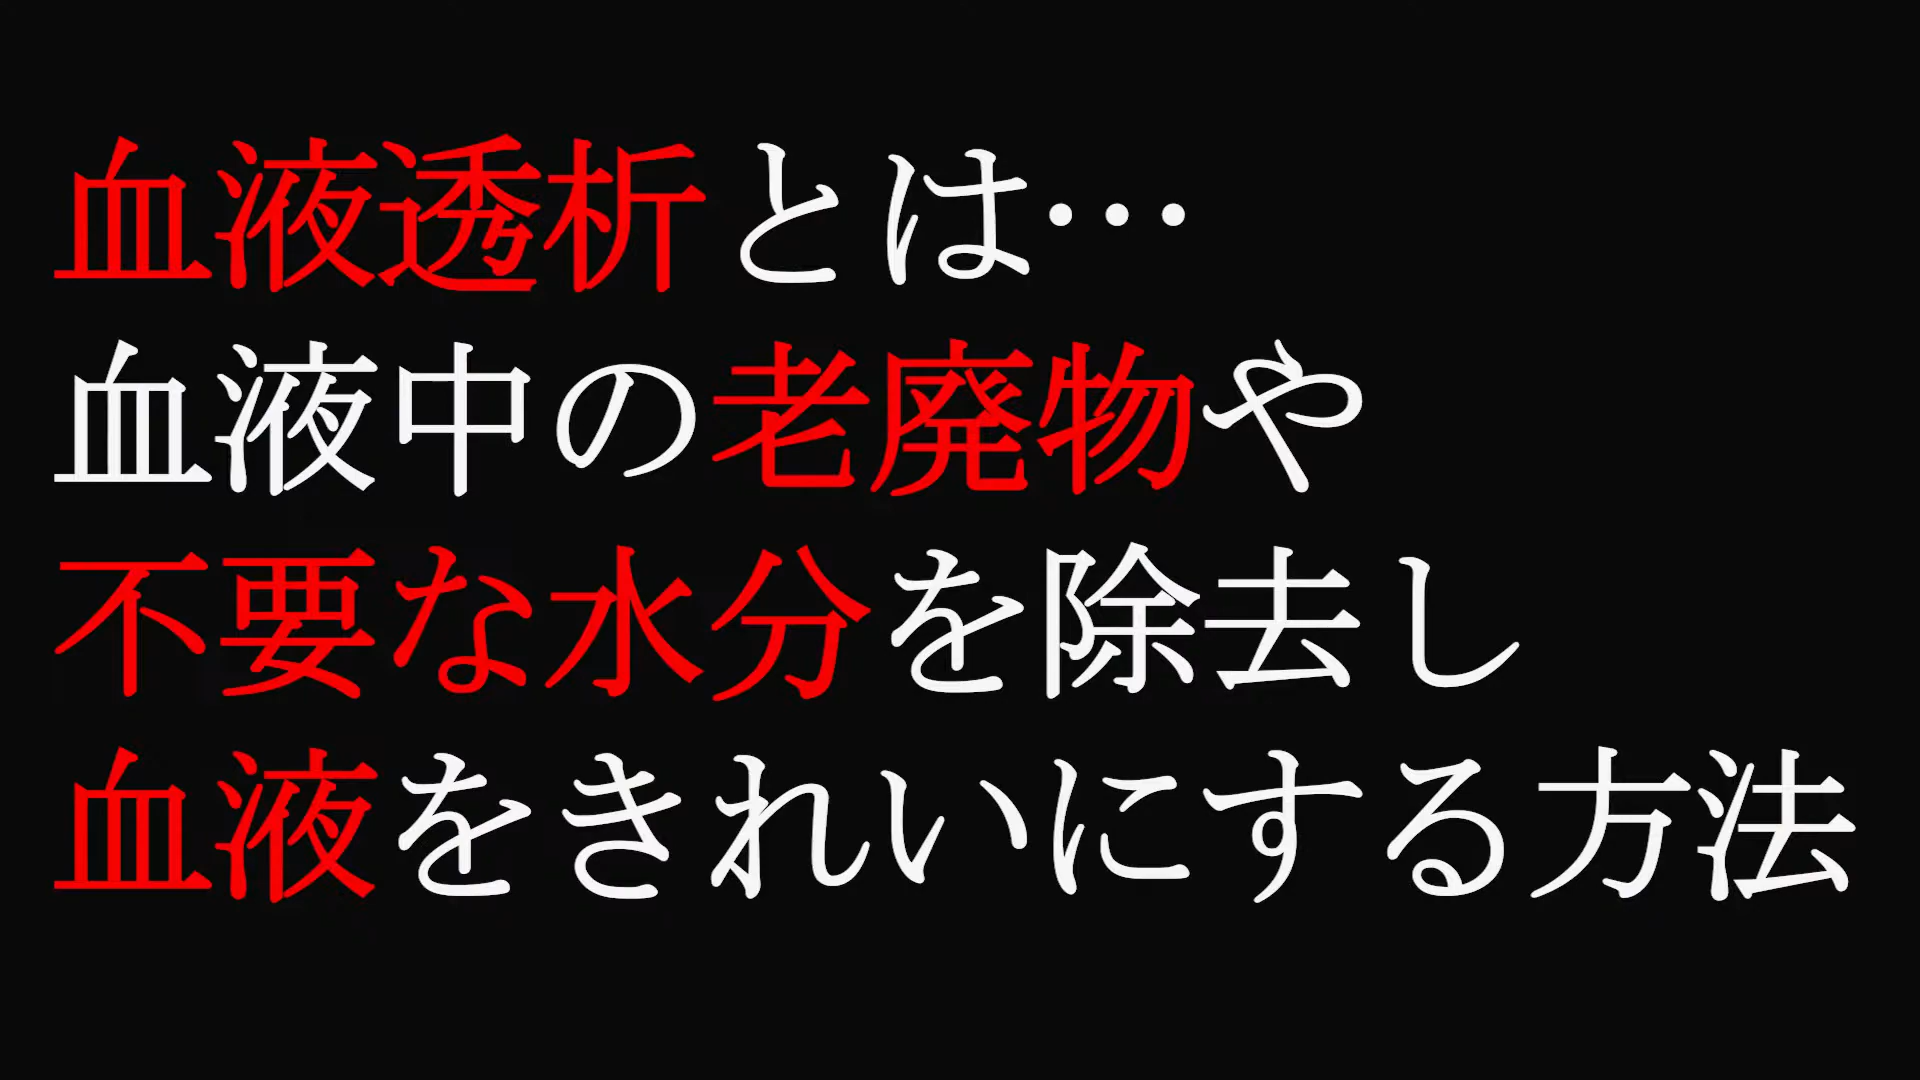 血液透析とは…
血液中の老廃物や
不要な水分を除去し
血液をきれいにする方法